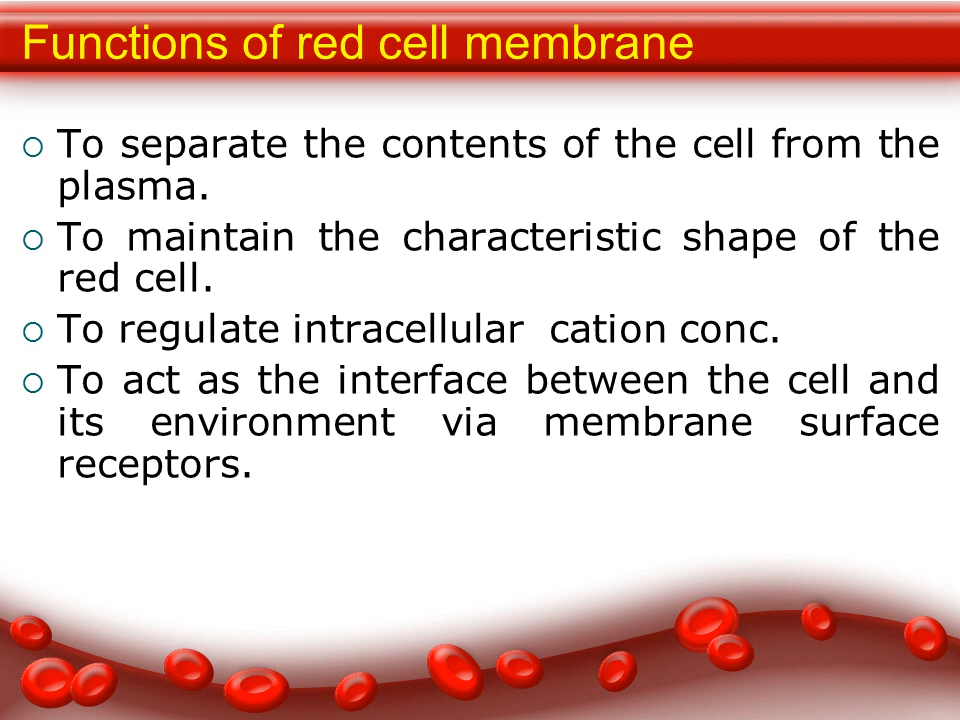 Functions of red cell membrane
To separate the contents of the cell from the
plasma.
To maintain the characteristic shape of the
red cell.
To regulate intracellular  cation conc.
To act as the interface between the cell and
its environment via membrane surface
receptors.